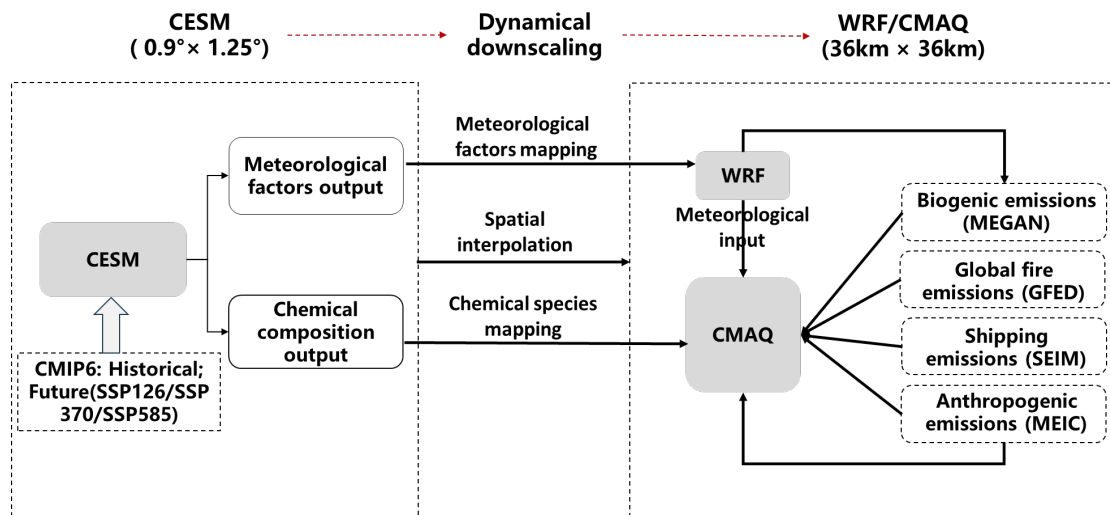 CESM
( 0.9°× 1.25°)
Dynamical
downscaling
WRF/CMAQ
(36km × 36km)
Meteorological
factors output
Meteorological
factors mapping
WRF
Meteorological
input
Biogenic emissions
(MEGAN)
CESM
Spatial
interpolation
Global fire
emissions (GFED)
Chemical
composition
output
Chemical species
mapping
CMAQ
Shipping
emissions (SEIM)
CMIP6: Historical;
Future(SSP126/SSP
370/SSP585)
Anthropogenic
emissions (MEIC)